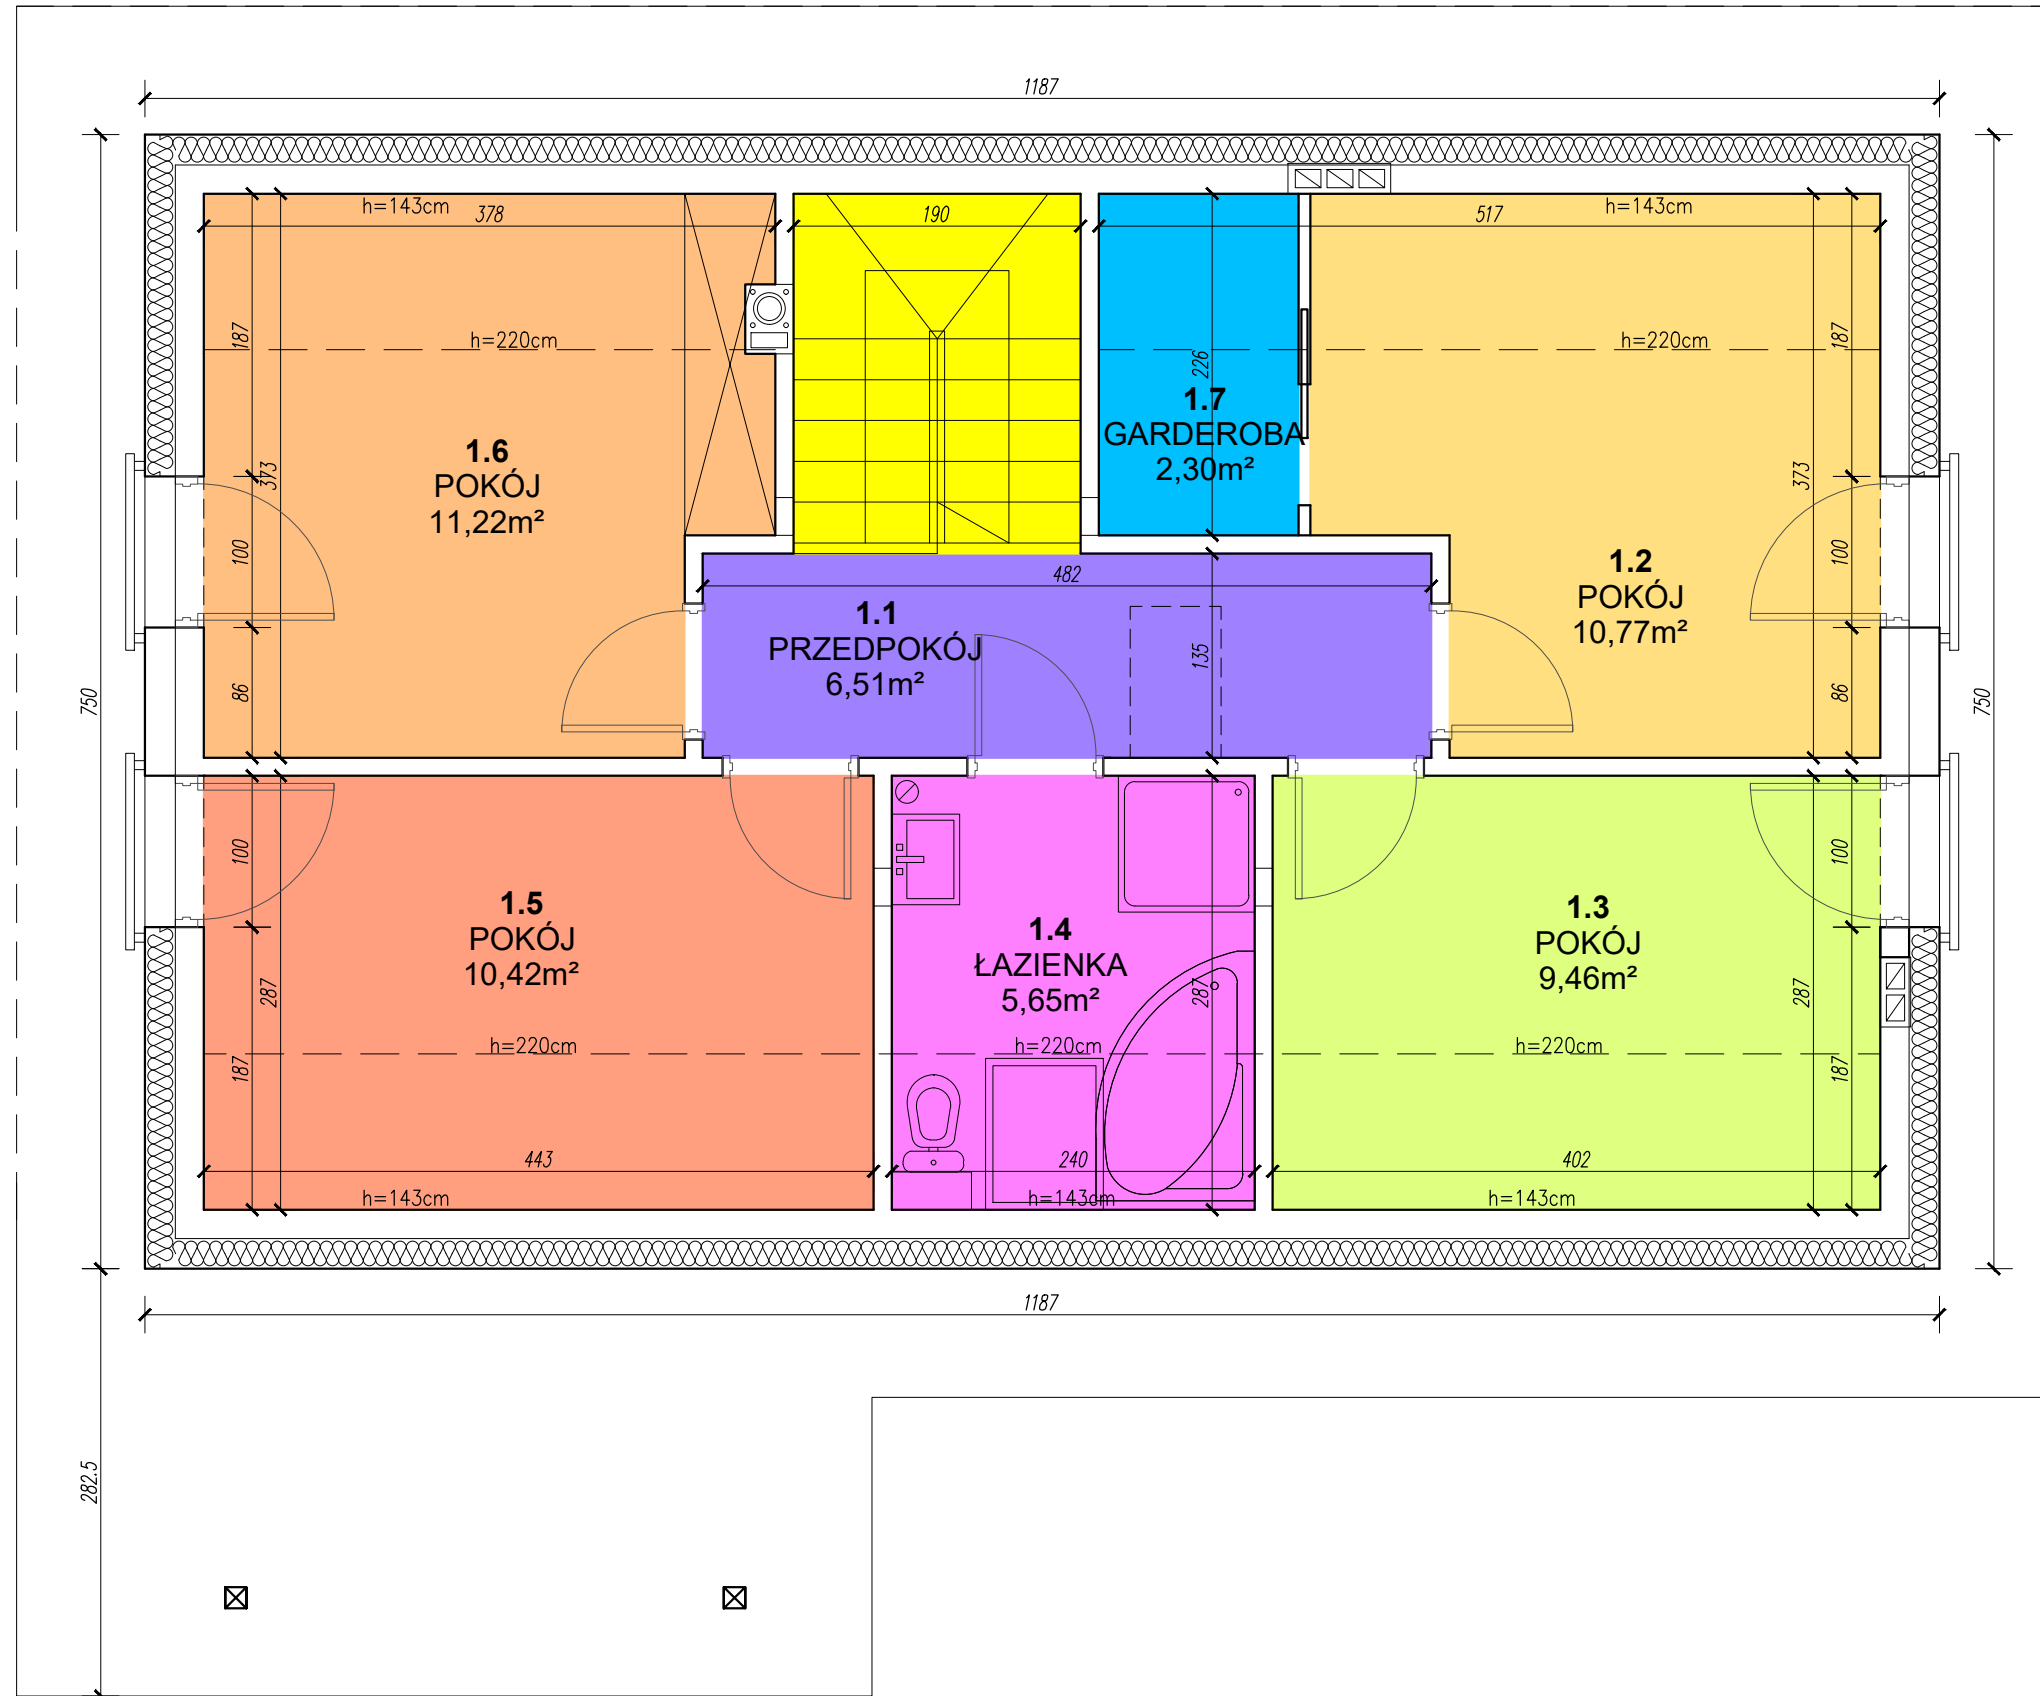 1187
h=143cm
378
190
517
h=143cm
187
h=220cm
226
h=220cm
187
373
1.6
POKÓJ
11,22m²
1.7
GARDEROBA
2,30m²
373
100
482
1.2
POKÓJ
10,77m²
100
1.1
PRZEDPOKÓJ
6,51m²
135
86
86
750
750
100
100
1.5
POKÓJ
10,42m²
1.4
ŁAZIENKA
5,65m²
1.3
POKÓJ
9,46m²
287
287
287
h=220cm
h=220cm
h=220cm
187
187
443
240
402
h=143cm
h=143cm
h=143cm
1187
282.5